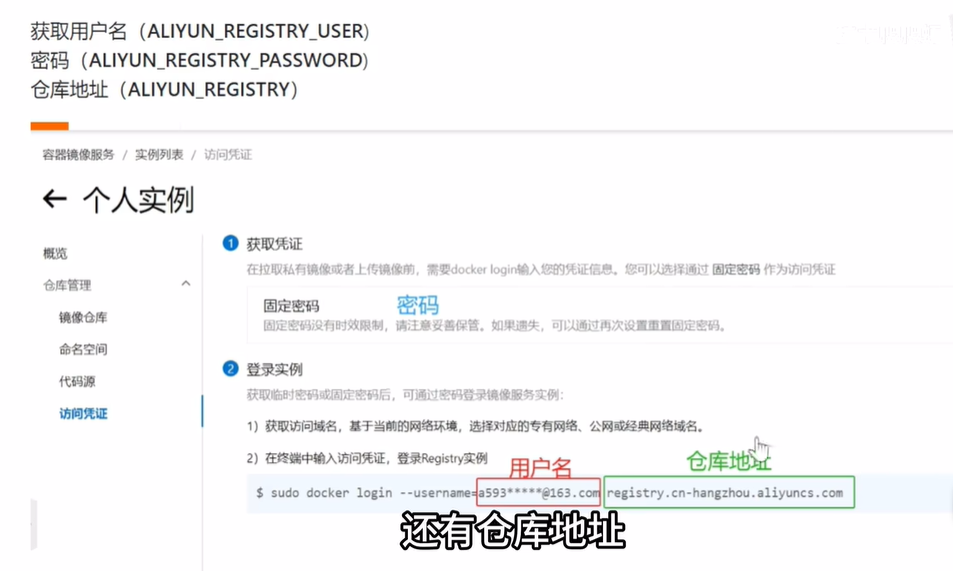 获取用户名（ALIYUN_REGISTRY_USER)
密码（ALIYUN_REGISTRY_PASSWORD)
仓库地址（ALIYUN_REGISTRY）
容器镜像服务 / 实例列表 / 访问凭证
← 个人实例
概览
仓库管理
镜像仓库
命名空间
代码源
访问凭证
1 获取凭证
在拉取私有镜像或者上传镜像前，需要docker login输入您的凭证信息。您可以选择通过 固定密码 作为访问凭证
固定密码 密码
固定密码没有时效限制，请注意妥善保管。如果遗失，可以通过再次设置重置固定密码。
2 登录实例
获取临时密码或固定密码后，可通过密码登录镜像服务实例：
1）获取访问域名，基于当前的网络环境，选择对应的专有网络、公网或经典网络域名。
2）在终端中输入访问凭证，登录Registry实例
用户名 仓库地址
$ sudo docker login --username=a593*****@163.com registry.cn-hangzhou.aliyuncs.com
还有仓库地址